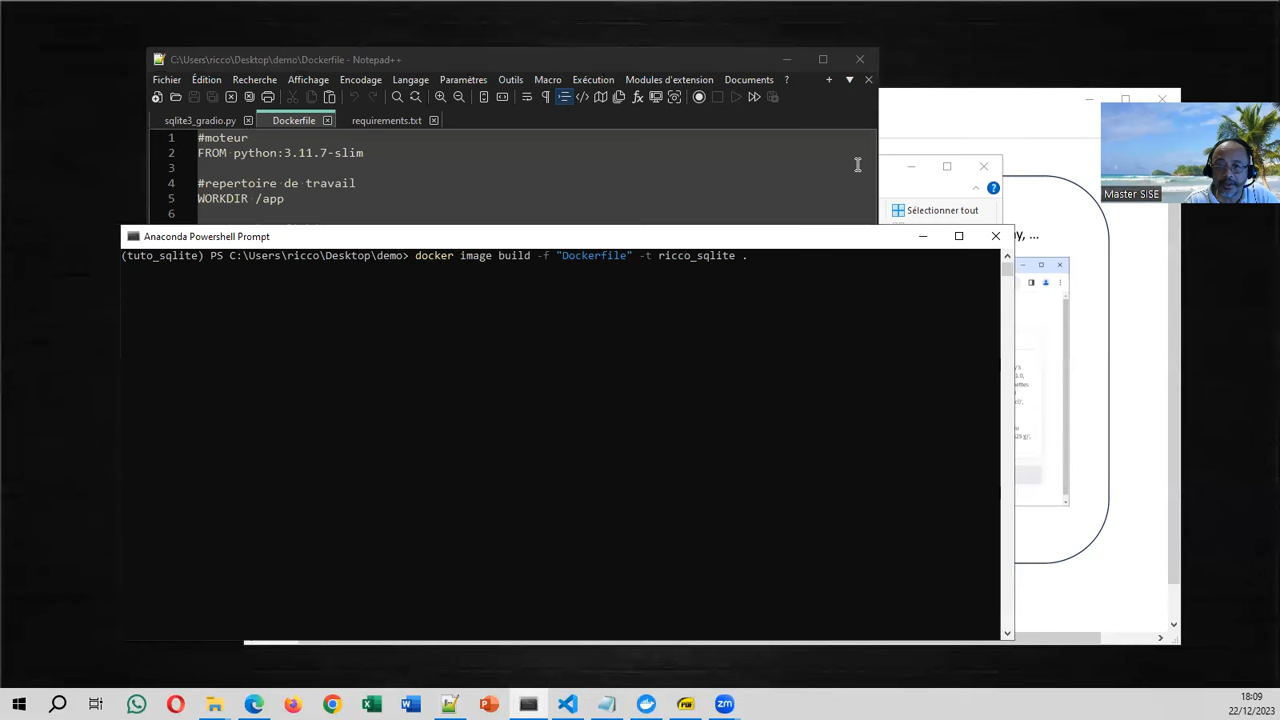 C:\Users\ricco\Desktop\demo\Dockerfile - Notepad++
Fichier Édition Recherche Affichage Encodage Langage Paramètres Outils Macro Exécution Modules d'extension Documents ?
sqlite3_gradio.py Dockerfile requirements.txt
1 #moteur
2 FROM python:3.11.7-slim
3
4 #repertoire de travail
5 WORKDIR /app
6
Sélectionner tout
Master SISE
Anaconda Powershell Prompt
(tuto_sqlite) PS C:\Users\ricco\Desktop\demo> docker image build -f "Dockerfile" -t ricco_sqlite .
18:09
22/12/2023